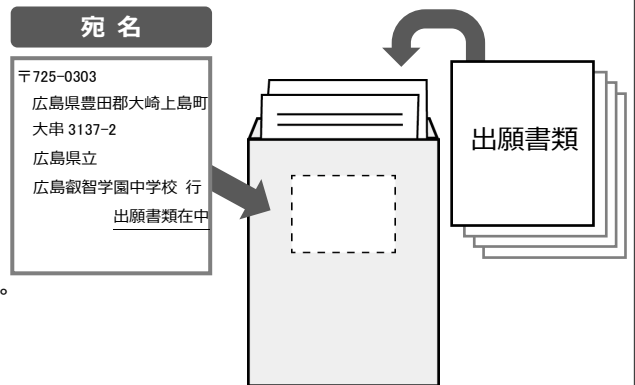 宛名
〒725-0303
広島県豊田郡大崎上島町
大串 3137-2
広島県立
広島叡智学園中学校 行
出願書類在中
出願書類
。